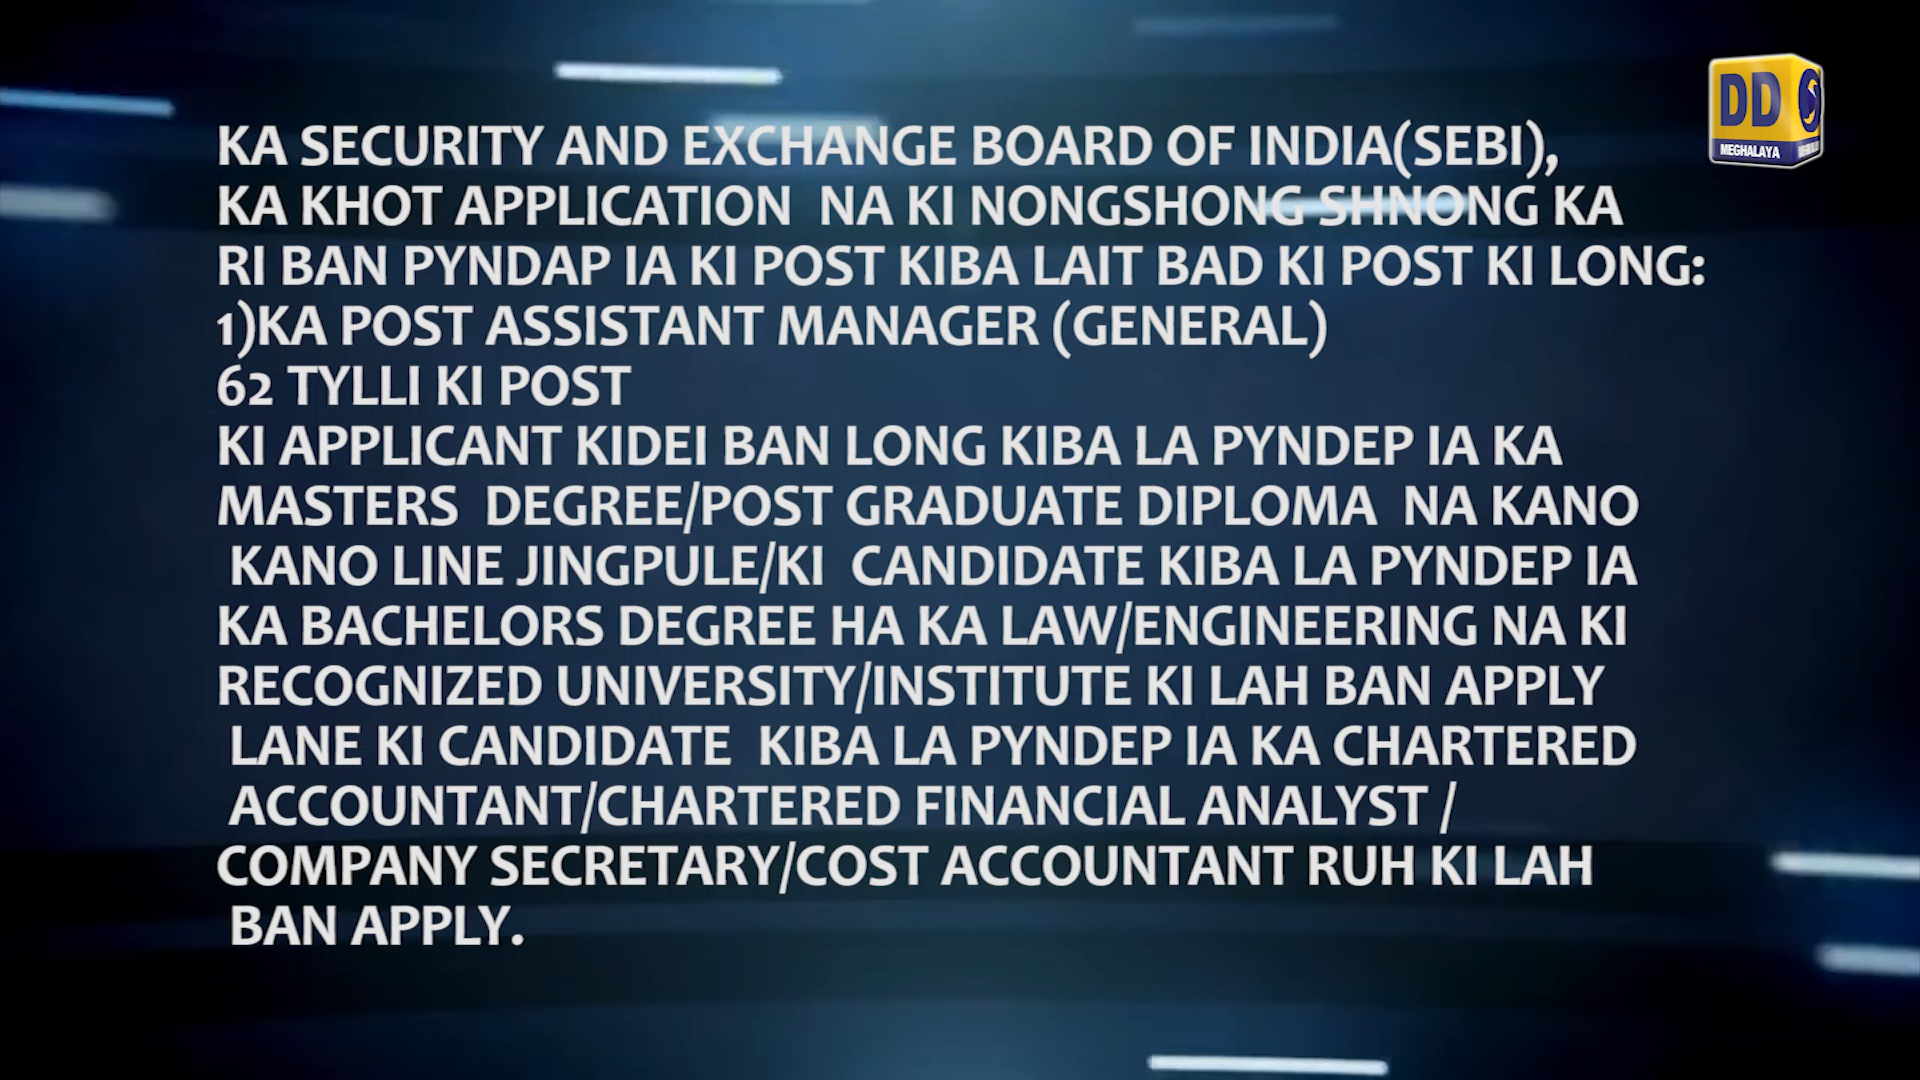 KA SECURITY AND EXCHANGE BOARD OF INDIA(SEBI),
KA KHOT APPLICATION NA KI NONGSHONG SHNONG KA
RI BAN PYNDAP IA KI POST KIBA LAIT BAD KI POST KI LONG:
1)KA POST ASSISTANT MANAGER (GENERAL)
62 TYLLI KI POST
KI APPLICANT KIDEI BAN LONG KIBA LA PYNDEP IA KA
MASTERS DEGREE/POST GRADUATE DIPLOMA NA KANO
KANO LINE JINGPULE/KI CANDIDATE KIBA LA PYNDEP IA
KA BACHELORS DEGREE HA KA LAW/ENGINEERING NA KI
RECOGNIZED UNIVERSITY/INSTITUTE KI LAH BAN APPLY
LANE KI CANDIDATE KIBA LA PYNDEP IA KA CHARTERED
ACCOUNTANT/CHARTERED FINANCIAL ANALYST /
COMPANY SECRETARY/COST ACCOUNTANT RUH KI LAH
BAN APPLY.
DD
MEGHALAYA